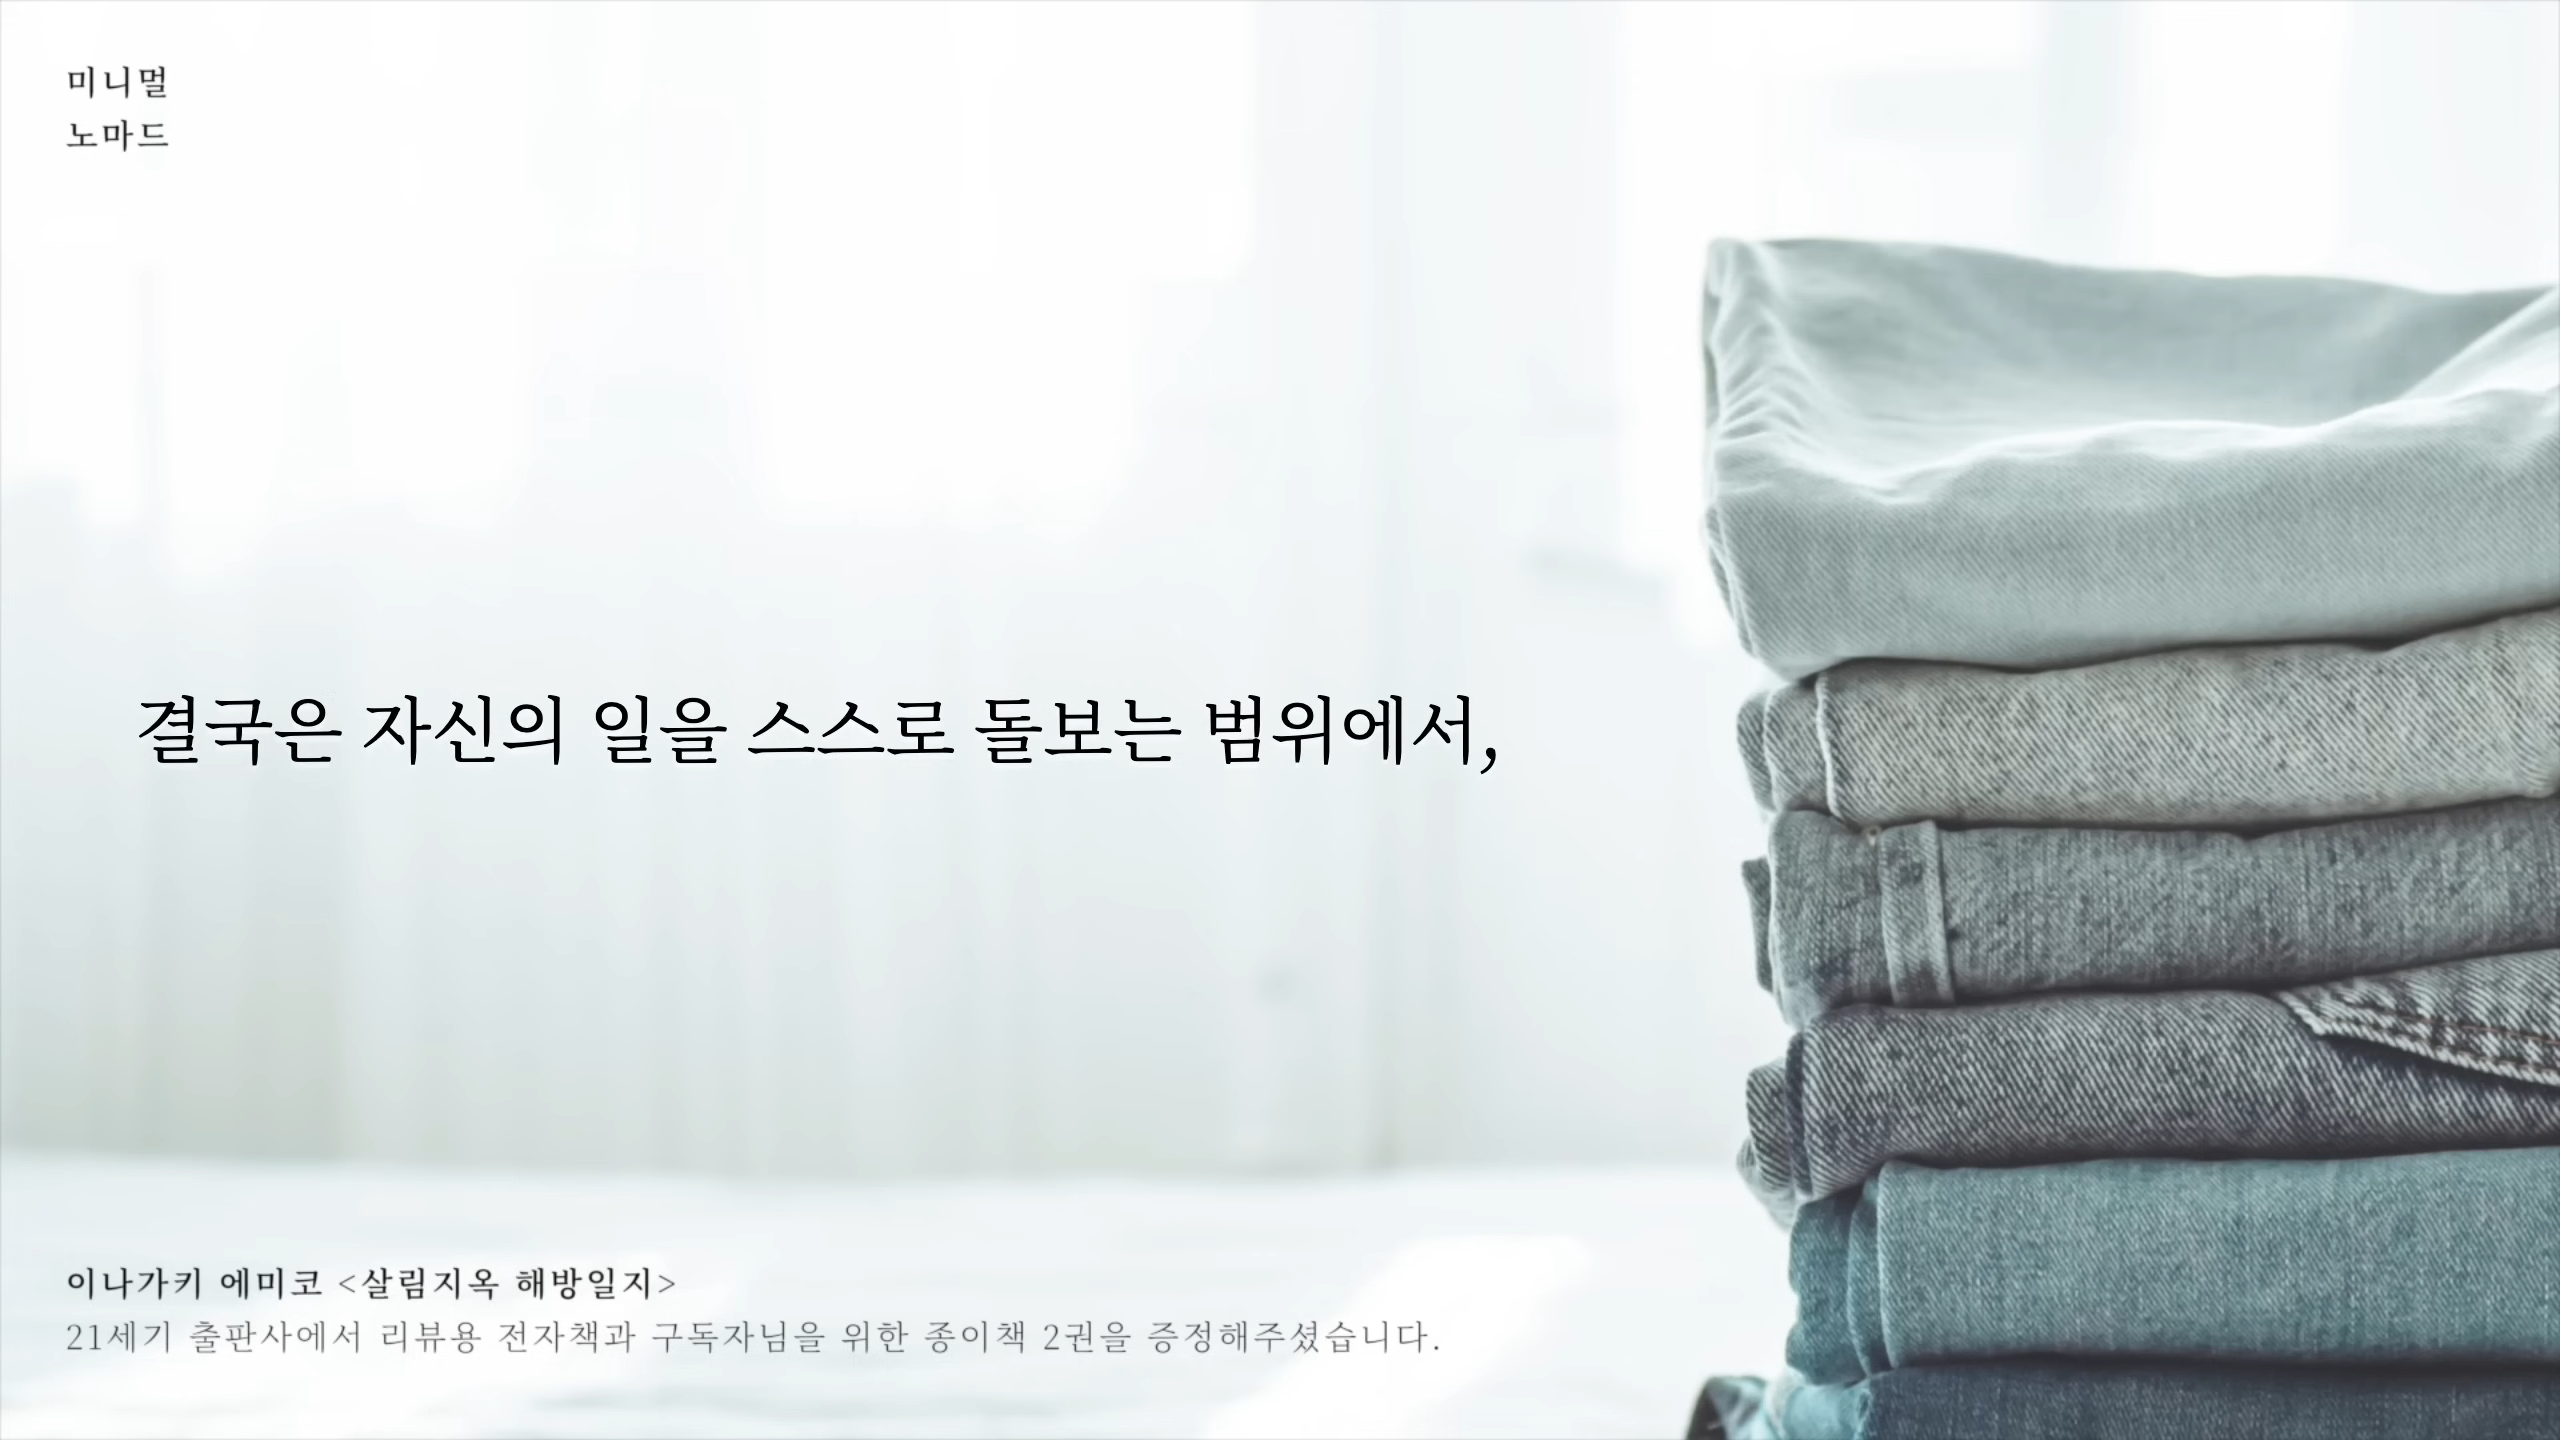 미니멀
노마드
결국은 자신의 일을 스스로 돌보는 범위에서,
이나가키 에미코 <살림지옥 해방일지>
21세기 출판사에서 리뷰용 전자책과 구독자님을 위한 종이책 2권을 증정해주셨습니다.